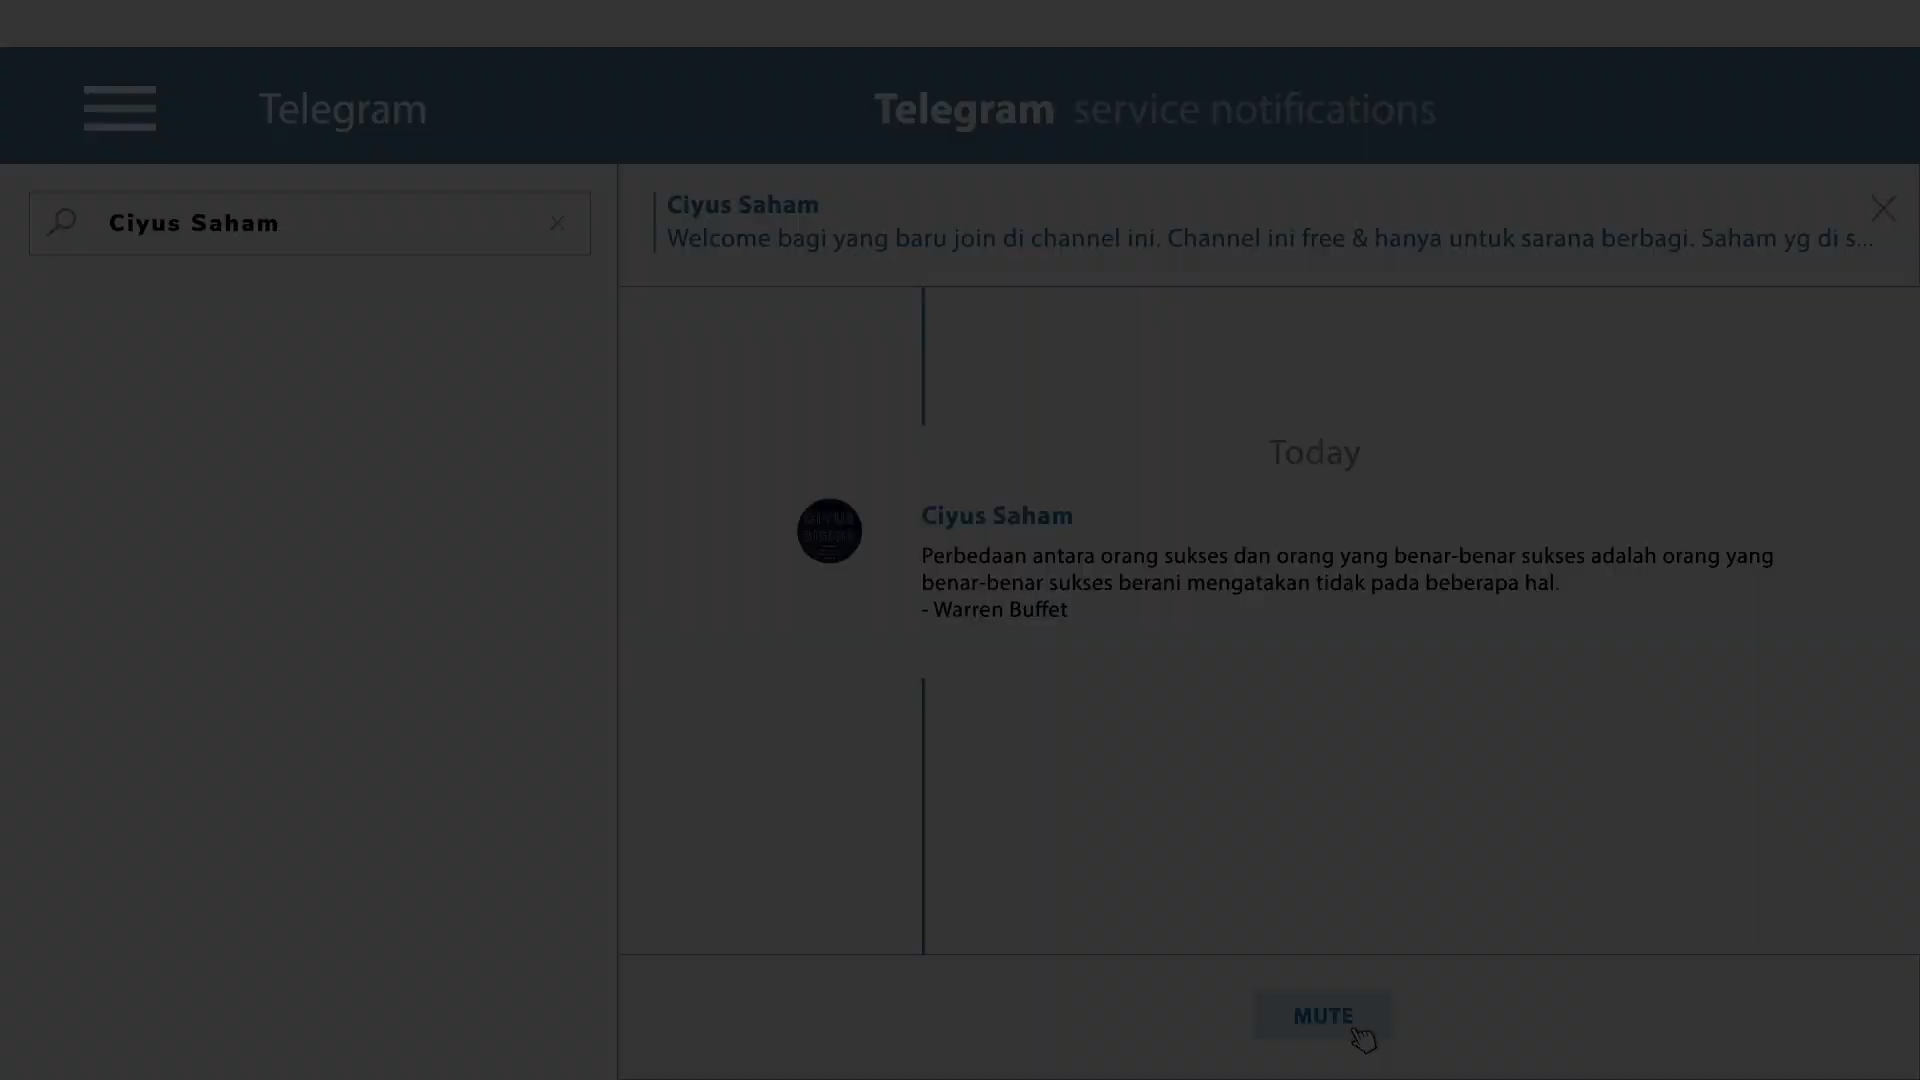 Telegram
Telegram service notifications
Ciyus Saham
Ciyus Saham
Welcome bagi yang baru join di channel ini. Channel ini free & hanya untuk sarana berbagi. Saham yg di s...
Today
Ciyus Saham
Perbedaan antara orang sukses dan orang yang benar-benar sukses adalah orang yang
benar-benar sukses berani mengatakan tidak pada beberapa hal.
- Warren Buffet
MUTE